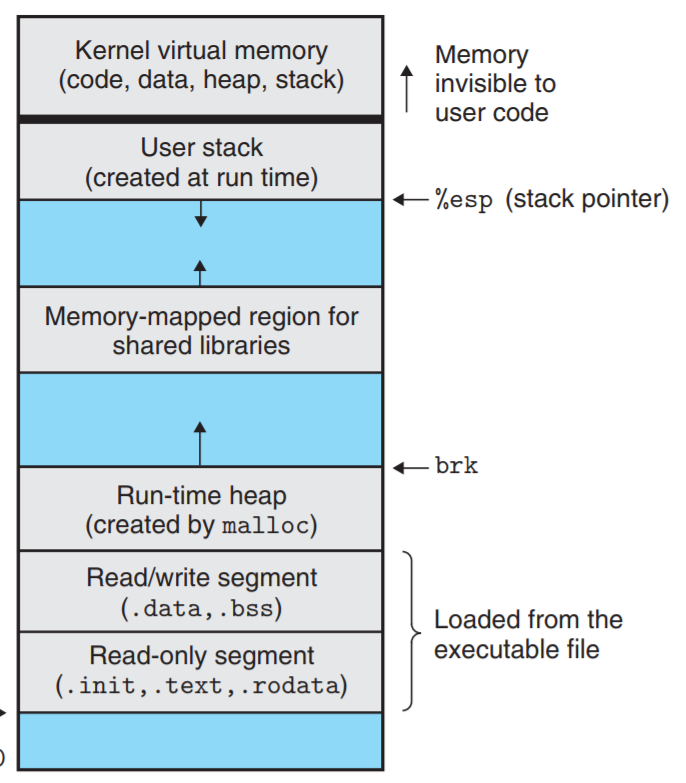 Kernel virtual memory
(code, data, heap, stack)
Memory
invisible to
user code
User stack
(created at run time)
%esp (stack pointer)
Memory-mapped region for
shared libraries
brk
Run-time heap
(created by malloc)
Read/write segment
(.data,.bss)
Loaded from the
executable file
Read-only segment
(.init,.text,.rodata)